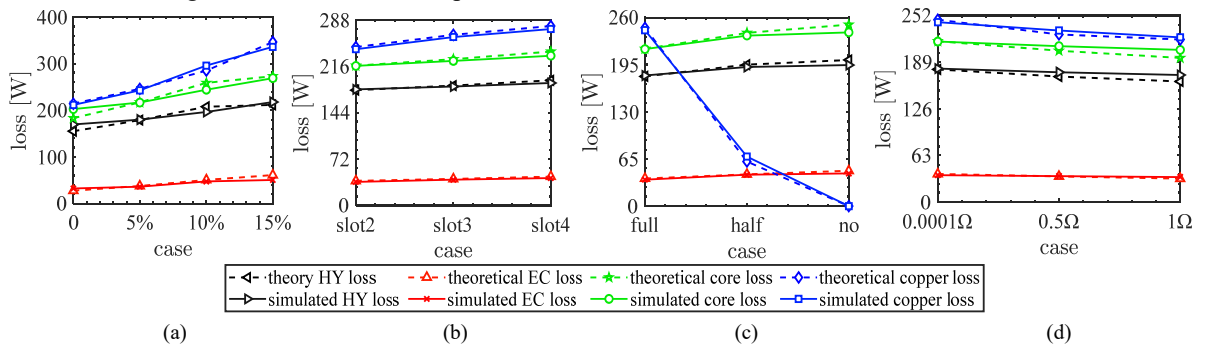 400
300
200
100
0
loss [W]
0 5% 10% 15%
case
288
216
144
72
0
loss [W]
slot2 slot3 slot4
case
260
195
130
65
0
loss [W]
full half no
case
252
189
126
63
0
loss [W]
0.0001Ω 0.5Ω 1Ω
case
theory HY loss theoretical EC loss theoretical core loss theoretical copper loss
simulated HY loss simulated EC loss simulated core loss simulated copper loss
(a) (b) (c) (d)